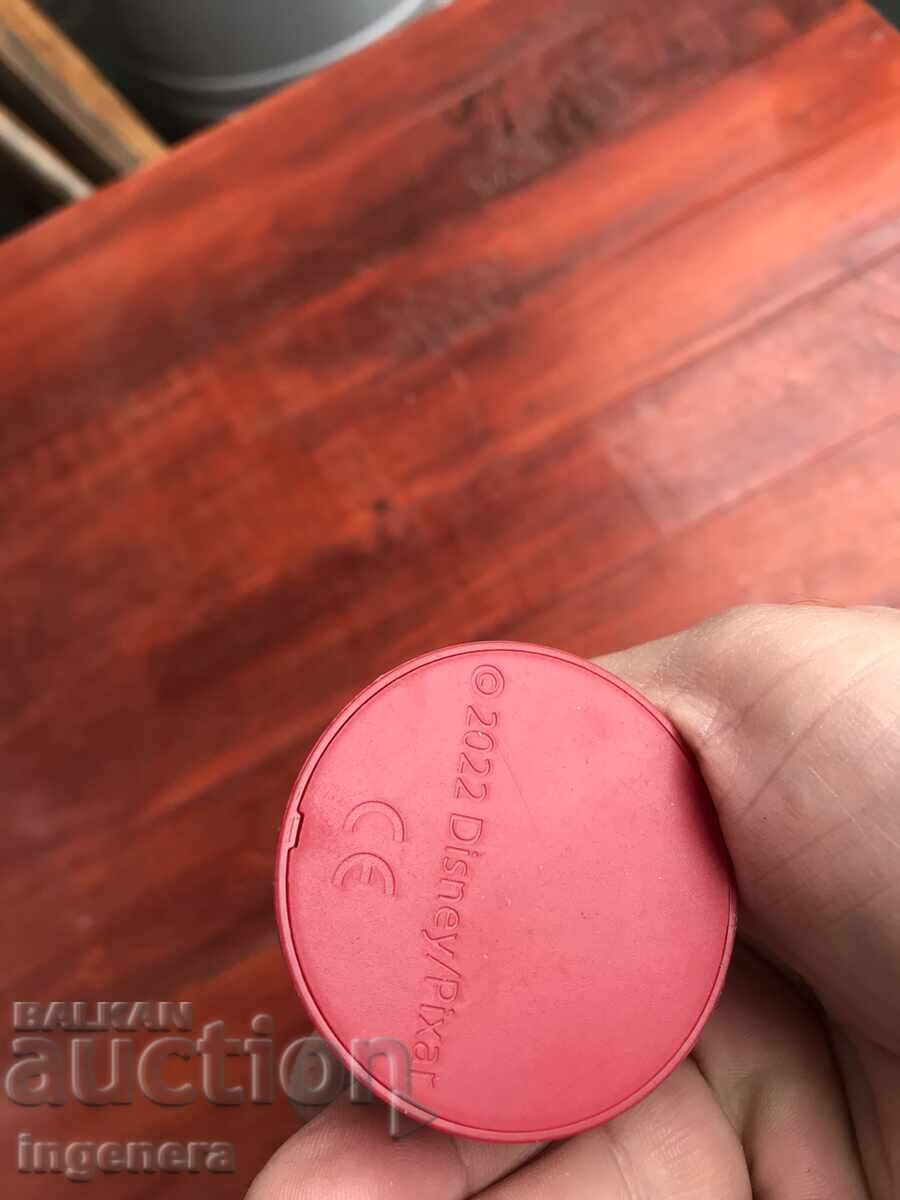 © 2022 Disney/Pixar
CE
BALKAN
auction
ingenera